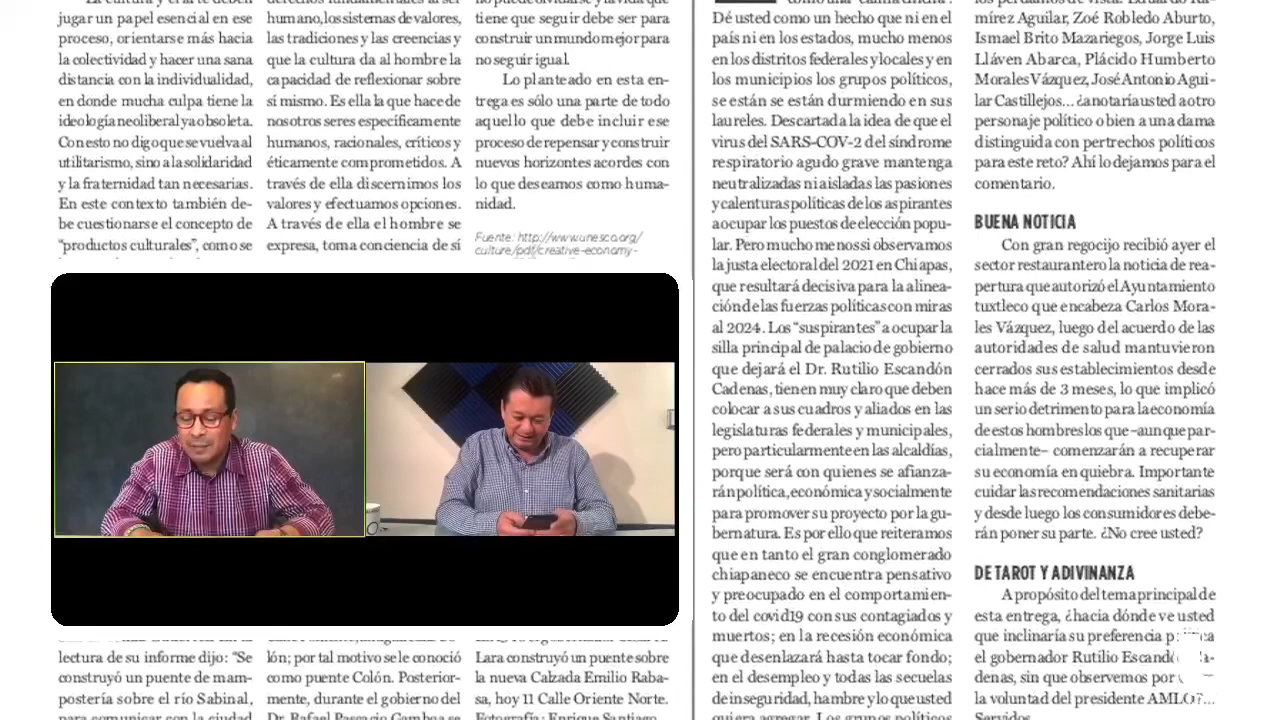 jugar un papel esencial en ese
proceso, orientarse más hacia
la colectividad y hacer una sana
distancia con la individualidad,
en donde mucha culpa tiene la
ideología neoliberal ya obsoleta.
Con esto no digo que se vuelva al
utilitarismo, sino a la solidaridad
y la fraternidad tan necesarias.
En este contexto también de-
be cuestionarse el concepto de
“productos culturales”, como se
humano, los sistemas de valores,
las tradiciones y las creencias y
que la cultura da al hombre la
capacidad de reflexionar sobre
sí mismo. Es ella la que hace de
nosotros seres específicamente
humanos, racionales, críticos y
éticamente comprometidos. A
través de ella discernimos los
valores y efectuamos opciones.
A través de ella el hombre se
expresa, toma conciencia de sí
tiene que seguir debe ser para
construir un mundo mejor para
no seguir igual.
Lo planteado en esta en-
trega es sólo una parte de todo
aquello que debe incluir ese
proceso de repensar y construir
nuevos horizontes acordes con
lo que deseamos como huma-
nidad.
Fuente: http://www.unesco.org/
culture/pdf/creative-economy-
lectura de su informe dijo: “Se
construyó un puente de mam-
postería sobre el río Sabinal,
para comunicar con la ciudad
lón; por tal motivo se le conoció
como puente Colón. Posterior-
mente, durante el gobierno del
Dr. Rafael Pascacio Gamboa se
Lara construyó un puente sobre
la nueva Calzada Emilio Raba-
sa, hoy 11 Calle Oriente Norte.
Fotografía: Enrique Santiago
Dé usted como un hecho que ni en el
país ni en los estados, mucho menos
en los distritos federales y locales y en
los municipios los grupos políticos,
se están se están durmiendo en sus
laureles. Descartada la idea de que el
virus del SARS-COV-2 del síndrome
respiratorio agudo grave mantenga
neutralizadas ni aisladas las pasiones
y calenturas políticas de los aspirantes
a ocupar los puestos de elección popu-
lar. Pero mucho menos si observamos
la justa electoral del 2021 en Chiapas,
que resultará decisiva para la alinea-
ción de las fuerzas políticas con miras
al 2024. Los “suspirantes” a ocupar la
silla principal de palacio de gobierno
que dejará el Dr. Rutilio Escandón
Cadenas, tienen muy claro que deben
colocar a sus cuadros y aliados en las
legislaturas federales y municipales,
pero particularmente en las alcaldías,
porque será con quienes se afianza-
rán política, económica y socialmente
para promover su proyecto por la gu-
bernatura. Es por ello que reiteramos
que en tanto el gran conglomerado
chiapaneco se encuentra pensativo
y preocupado en el comportamien-
to del covid19 con sus contagiados y
muertos; en la recesión económica
que desenlazará hasta tocar fondo;
en el desempleo y todas las secuelas
de inseguridad, hambre y lo que usted
quiera agregar. Los grupos políticos
mírez Aguilar, Zoé Robledo Aburto,
Ismael Brito Mazariegos, Jorge Luis
Lláven Abarca, Plácido Humberto
Morales Vázquez, José Antonio Agui-
lar Castillejos... ¿anotaría usted a otro
personaje político o bien a una dama
distinguida con pertrechos políticos
para este reto? Ahí lo dejamos para el
comentario.
BUENA NOTICIA
Con gran regocijo recibió ayer el
sector restaurantero la noticia de rea-
pertura que autorizó el Ayuntamiento
tuxtleco que encabeza Carlos Mora-
les Vázquez, luego del acuerdo de las
autoridades de salud mantuvieron
cerrados sus establecimientos desde
hace más de 3 meses, lo que implicó
un serio detrimento para la economía
de estos hombres los que –aunque par-
cialmente– comenzarán a recuperar
su economía en quiebra. Importante
cuidar las recomendaciones sanitarias
y desde luego los consumidores debe-
rán poner su parte. ¿No cree usted?
DE TAROT Y ADIVINANZA
A propósito del tema principal de
esta entrega, ¿hacia dónde ve usted
que inclinaría su preferencia
el gobernador Rutilio
denas, sin que observemos por
la voluntad del presidente AMLO?...
Servidos